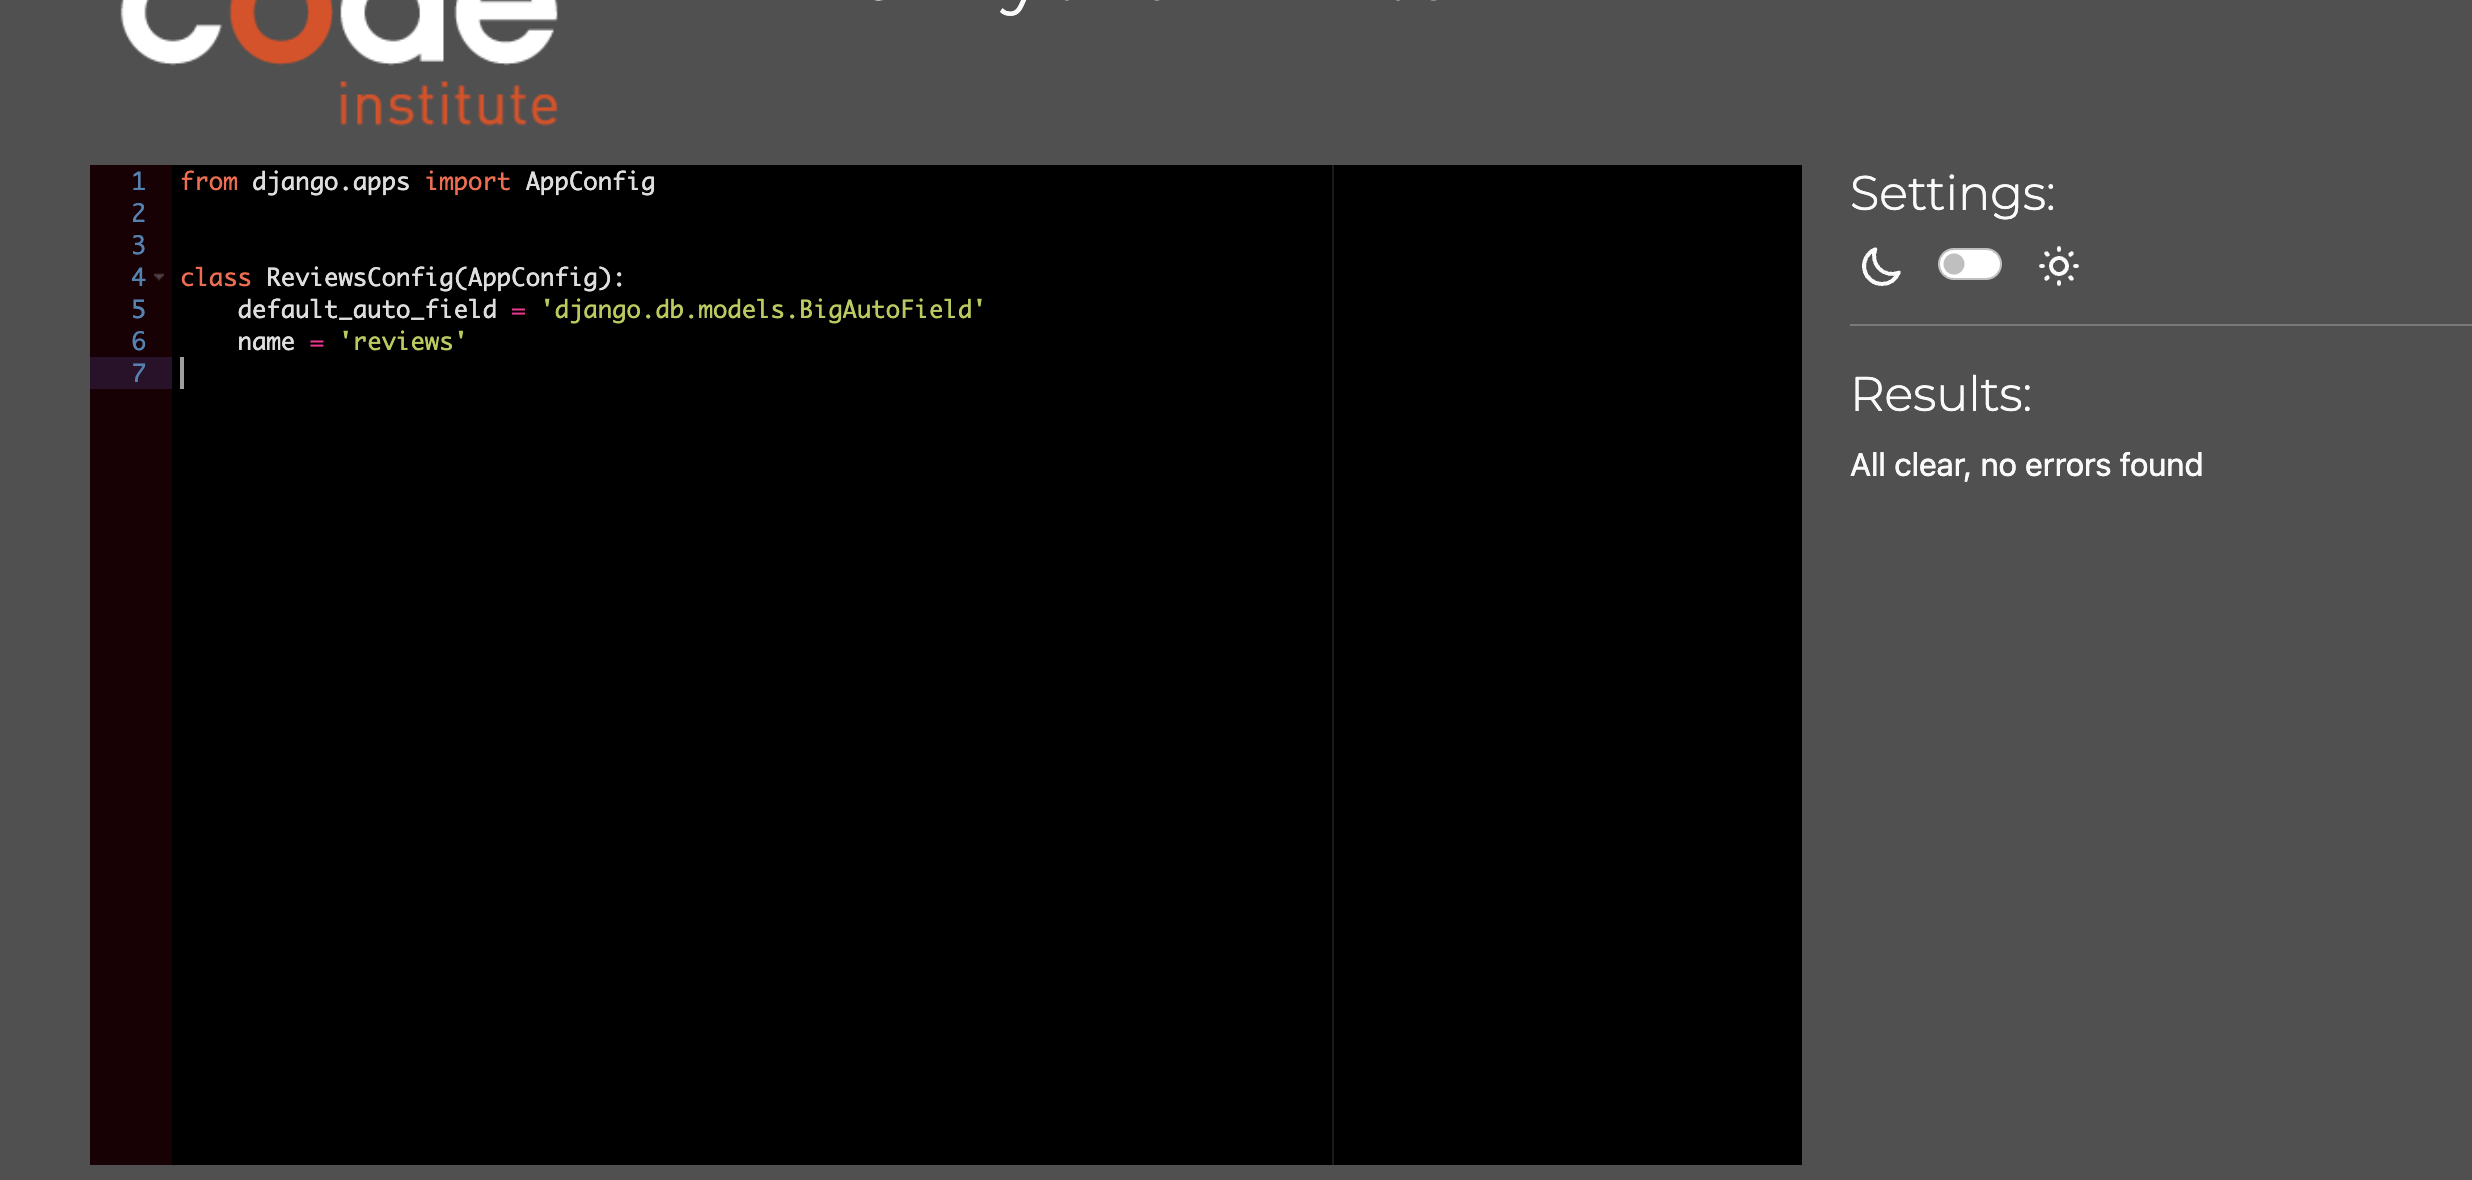 code
institute
1 from django.apps import AppConfig
2
3
4 class ReviewsConfig(AppConfig):
5     default_auto_field = 'django.db.models.BigAutoField'
6     name = 'reviews'
7
Settings:
Results:
All clear, no errors found